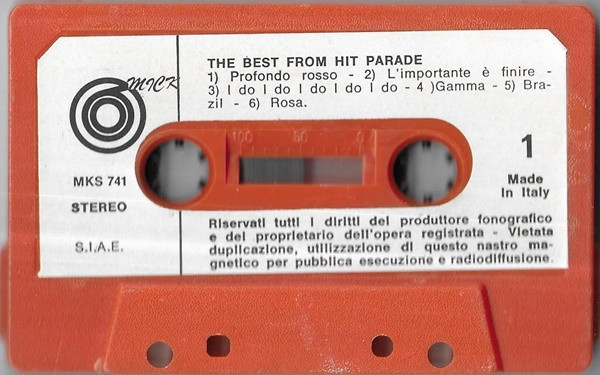 MICK
THE BEST FROM HIT PARADE
1) Profondo rosso - 2) L'importante è finire -
3) I do I do I do I do I do - 4 )Gamma - 5) Bra-
zil - 6) Rosa.
100 50 0
1
MKS 741
Made
In Italy
STEREO
S.I.A.E.
Riservati tutti i diritti del produttore fonografico
e del proprietario dell'opera registrata - Vietata
duplicazione, utilizzazione di questo nastro ma-
gnetico per pubblica esecuzione e radiodiffusione.